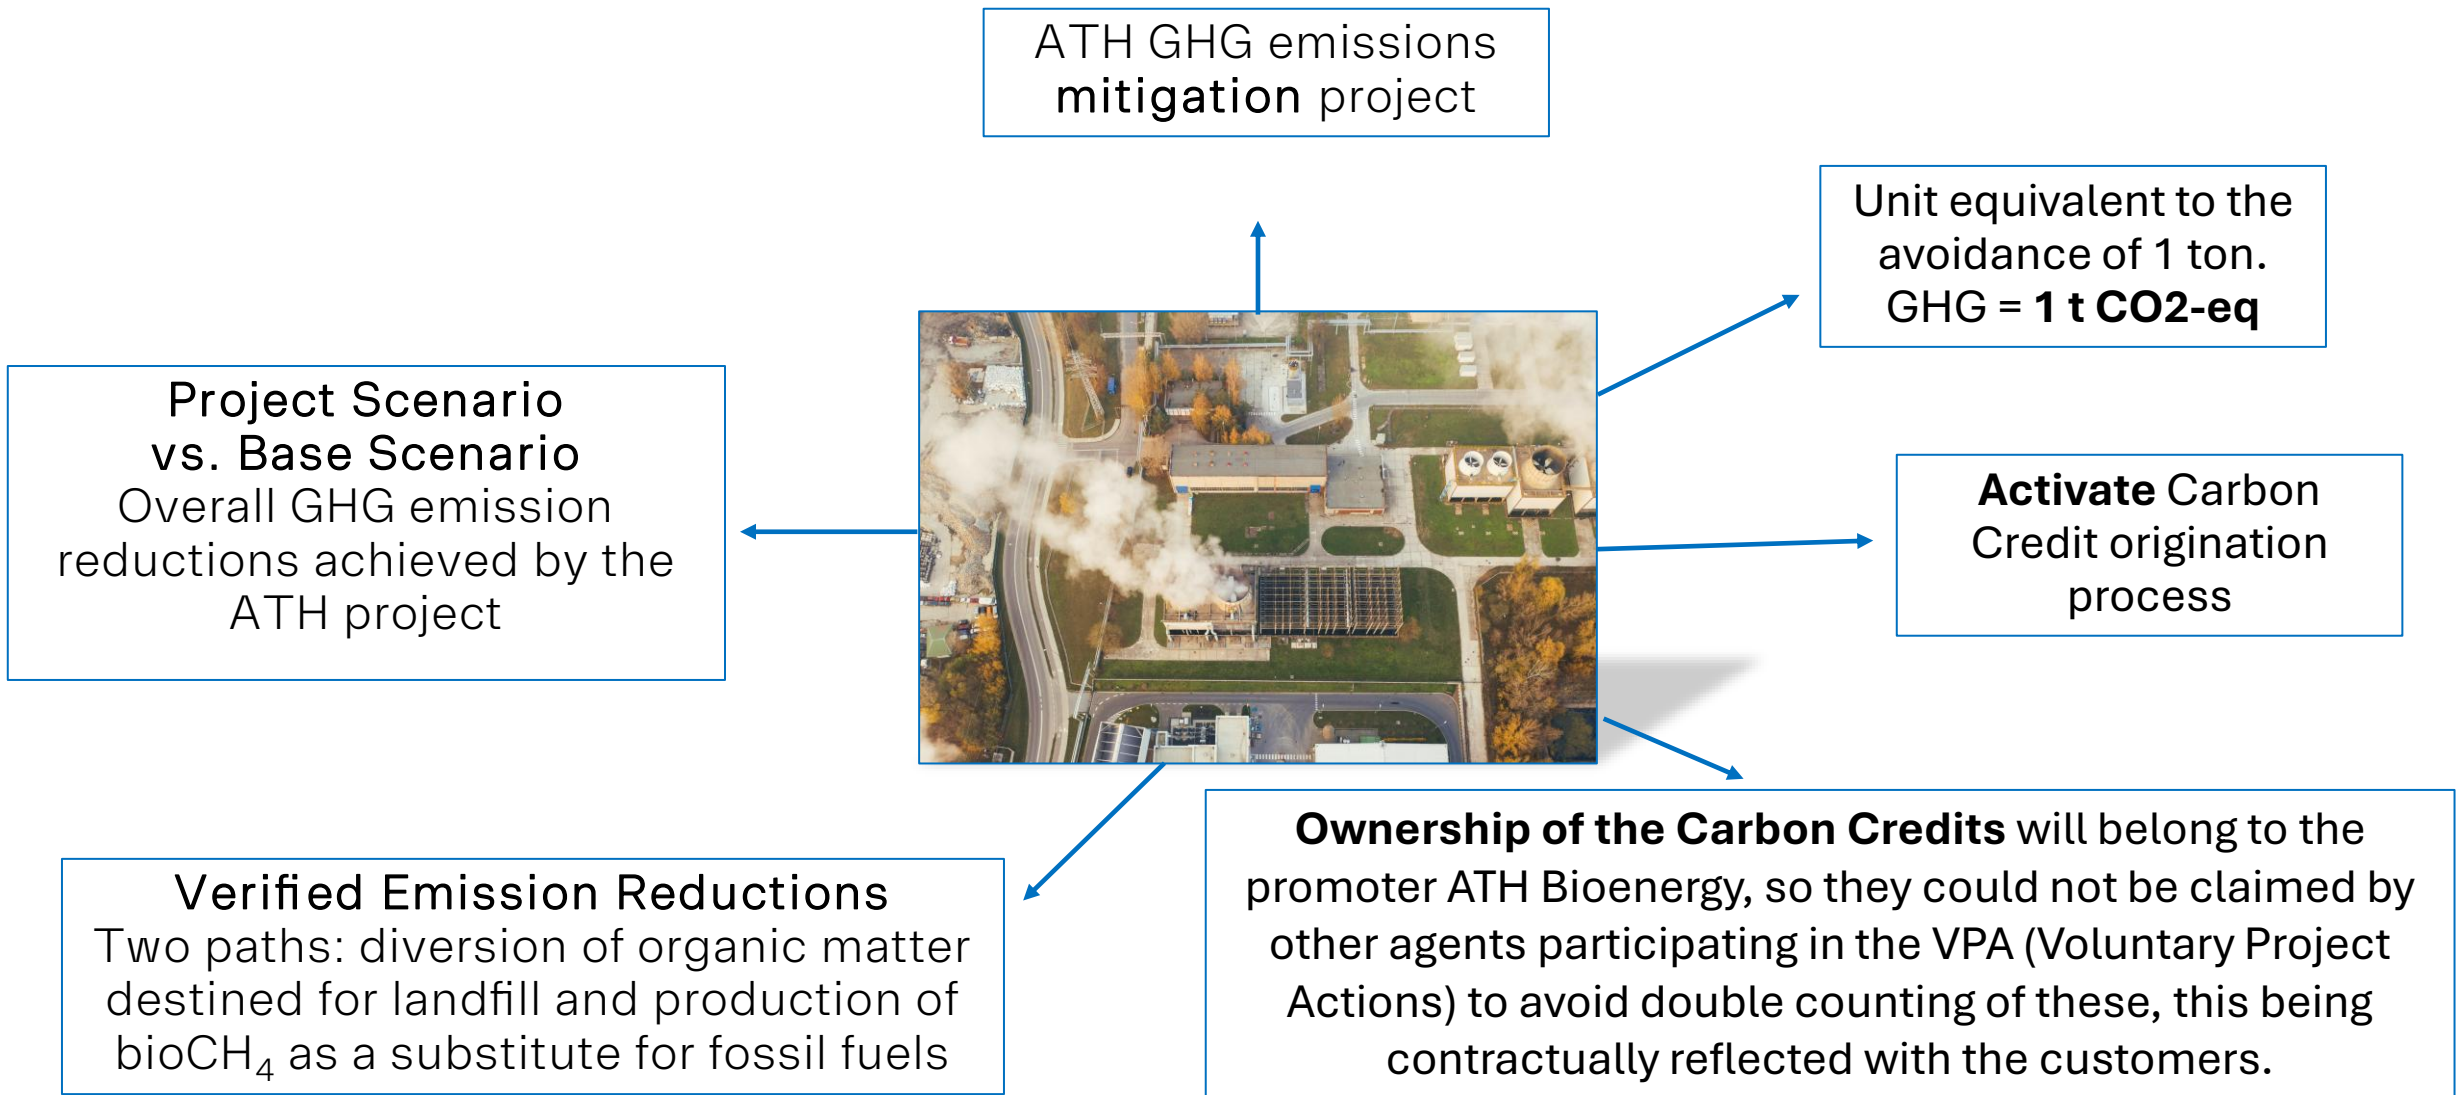 ATH GHG emissions
mitigation project
Unit equivalent to the
avoidance of 1 ton.
GHG = 1 t CO2-eq
Project Scenario
vs. Base Scenario
Overall GHG emission
reductions achieved by the
ATH project
Activate Carbon
Credit origination
process
Verified Emission Reductions
Two paths: diversion of organic matter
destined for landfill and production of
bioCH₄ as a substitute for fossil fuels
Ownership of the Carbon Credits will belong to the
promoter ATH Bioenergy, so they could not be claimed by
other agents participating in the VPA (Voluntary Project
Actions) to avoid double counting of these, this being
contractually reflected with the customers.